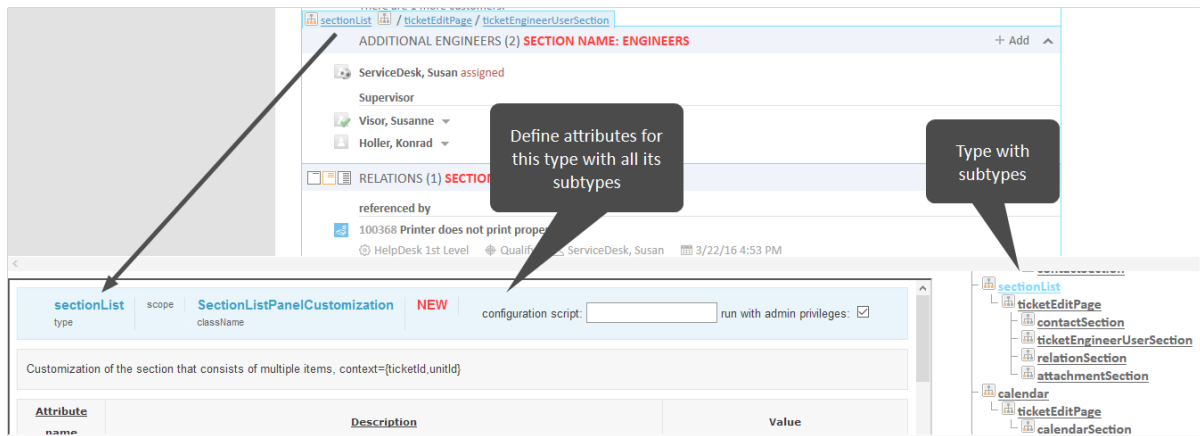 There are 1 more customers.
sectionList / ticketEditPage / ticketEngineerUserSection
ADDITIONAL ENGINEERS (2) SECTION NAME: ENGINEERS
+ Add
ServiceDesk, Susan assigned
Supervisor
Visor, Susanne
Holler, Konrad
Define attributes for
this type with all its
subtypes
Type with
subtypes
RELATIONS (1) SECTION
referenced by
100368 Printer does not print prope
HelpDesk 1st Level Qualify ServiceDesk, Susan 3/22/16 4:53 PM
sectionList scope SectionListPanelCustomization NEW configuration script: run with admin privileges:
type className
Customization of the section that consists of multiple items, context={ticketId,unitId}
Attribute
name
Description
Value
contactSection
sectionList
ticketEditPage
contactSection
ticketEngineerUserSection
relationSection
attachmentSection
calendar
ticketEditPage
calendarSection